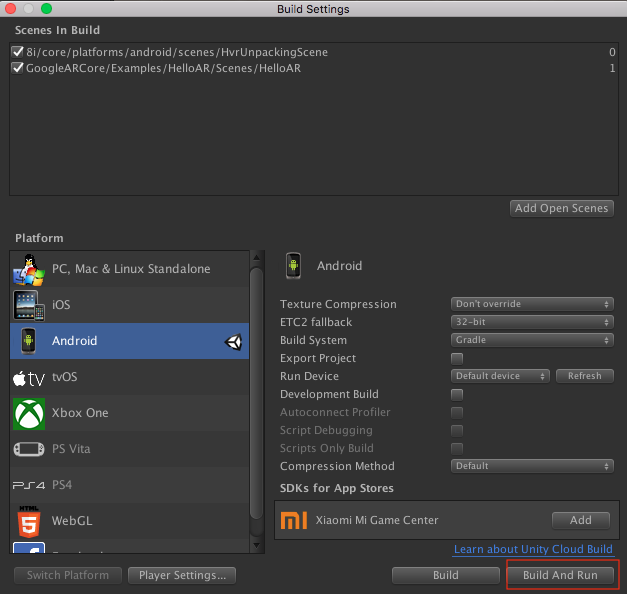 Build Settings
Scenes In Build
8i/core/platforms/android/scenes/HvrUnpackingScene 0
GoogleARCore/Examples/HelloAR/Scenes/HelloAR 1
Add Open Scenes
Platform
PC, Mac & Linux Standalone
iOS
Android
tv tvOS
Xbox One
PS Vita
PS4 PS4
HTML WebGL
Android
Texture Compression Don't override
ETC2 fallback 32-bit
Build System Gradle
Export Project
Run Device Default device Refresh
Development Build
Autoconnect Profiler
Script Debugging
Scripts Only Build
Compression Method Default
SDKs for App Stores
MI Xiaomi Mi Game Center Add
Learn about Unity Cloud Build
Switch Platform Player Settings... Build Build And Run